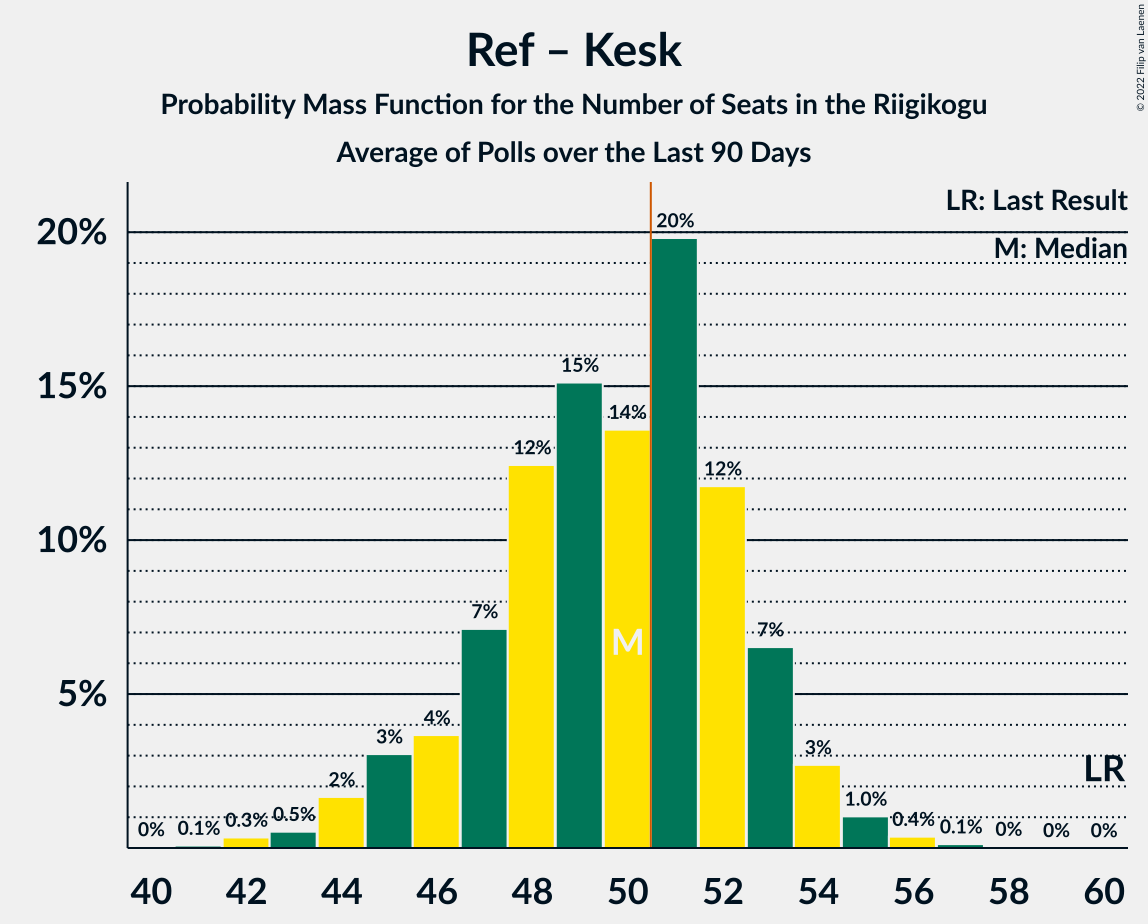 Ref – Kesk
Probability Mass Function for the Number of Seats in the Riigikogu
Average of Polls over the Last 90 Days
© 2022 Filip van Laenen
LR: Last Result
M: Median
20%
15%
10%
5%
0% 0.1% 0.3% 0.5% 2% 3% 4% 7% 12% 15% 14% 20% 12% 7% 3% 1.0% 0.4% 0.1% 0% 0% 0%
M
LR
40 42 44 46 48 50 52 54 56 58 60